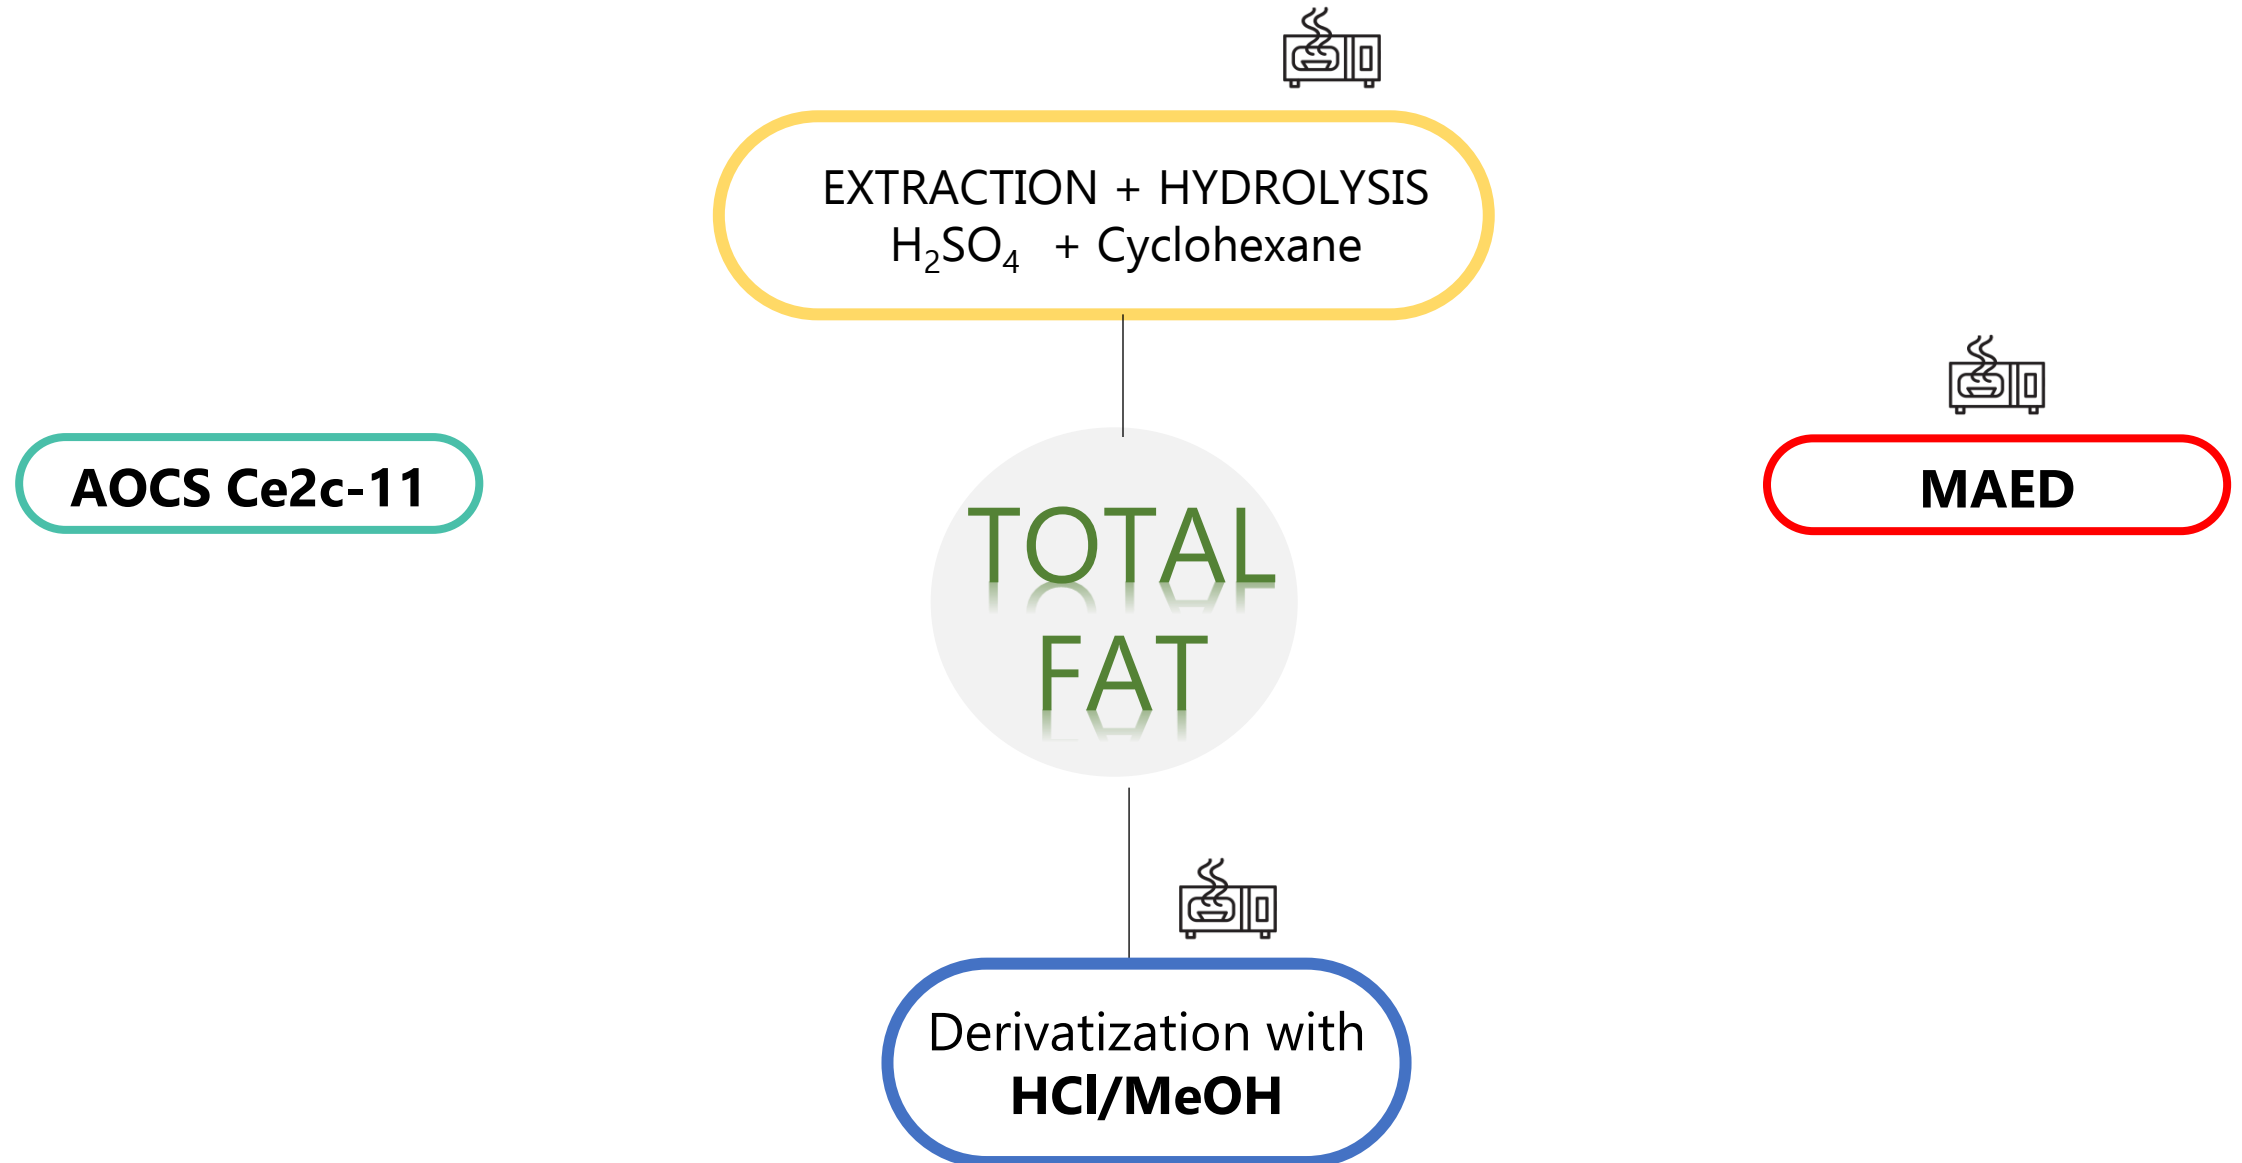 EXTRACTION + HYDROLYSIS
H₂SO₄ + Cyclohexane
AOCS Ce2c-11
MAED
TOTAL
FAT
Derivatization with
HCl/MeOH